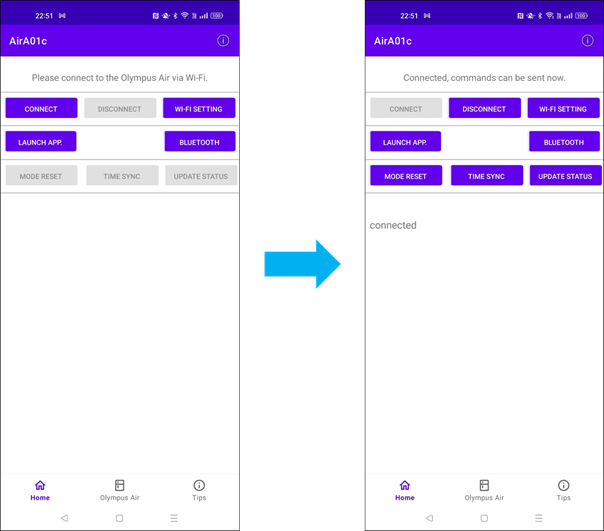 22:51
100
AirA01c
Please connect to the Olympus Air via Wi-Fi.
CONNECT DISCONNECT WI-FI SETTING
LAUNCH APP. BLUETOOTH
MODE RESET TIME SYNC UPDATE STATUS
Home Olympus Air Tips
22:51
100
AirA01c
Connected, commands can be sent now.
CONNECT DISCONNECT WI-FI SETTING
LAUNCH APP. BLUETOOTH
MODE RESET TIME SYNC UPDATE STATUS
connected
Home Olympus Air Tips